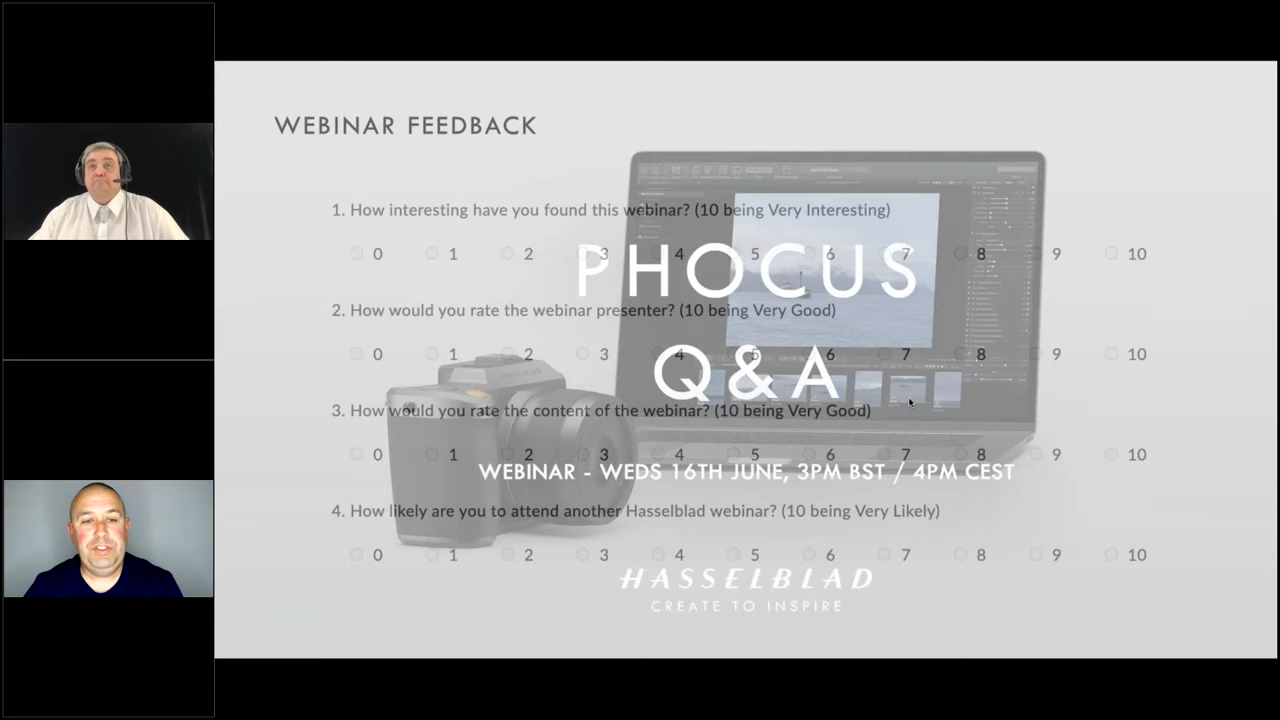 WEBINAR FEEDBACK
1. How interesting have you found this webinar? (10 being Very Interesting)
0 1 2 3 4 5 6 7 8 9 10
PHOCUS
2. How would you rate the webinar presenter? (10 being Very Good)
0 1 2 3 4 5 6 7 8 9 10
Q&A
3. How would you rate the content of the webinar? (10 being Very Good)
0 1 2 3 4 5 6 7 8 9 10
WEBINAR - WEDS 16TH JUNE, 3PM BST / 4PM CEST
4. How likely are you to attend another Hasselblad webinar? (10 being Very Likely)
0 1 2 3 4 5 6 7 8 9 10
HASSELBLAD
CREATE TO INSPIRE